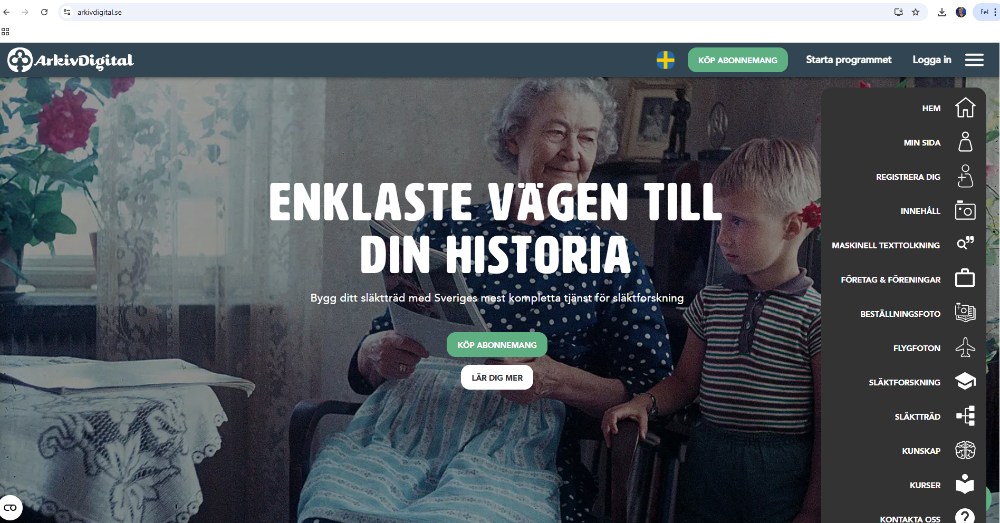 arkivdigital.se
Fel
ArkivDigital
KÖP ABONNEMANG
Starta programmet
Logga in
ENKLASTE VÄGEN TILL
DIN HISTORIA
Bygg ditt släktträd med Sveriges mest kompletta tjänst för släktforskning
KÖP ABONNEMANG
LÄR DIG MER
HEM
MIN SIDA
REGISTRERA DIG
INNEHÅLL
MASKINELL TEXTTOLKNING
FÖRETAG & FÖRENINGAR
BESTÄLLNINGSFOTO
FLYGFOTON
SLÄKTFORSKNING
SLÄKTTRÄD
KUNSKAP
KURSER
KONTAKTA OSS